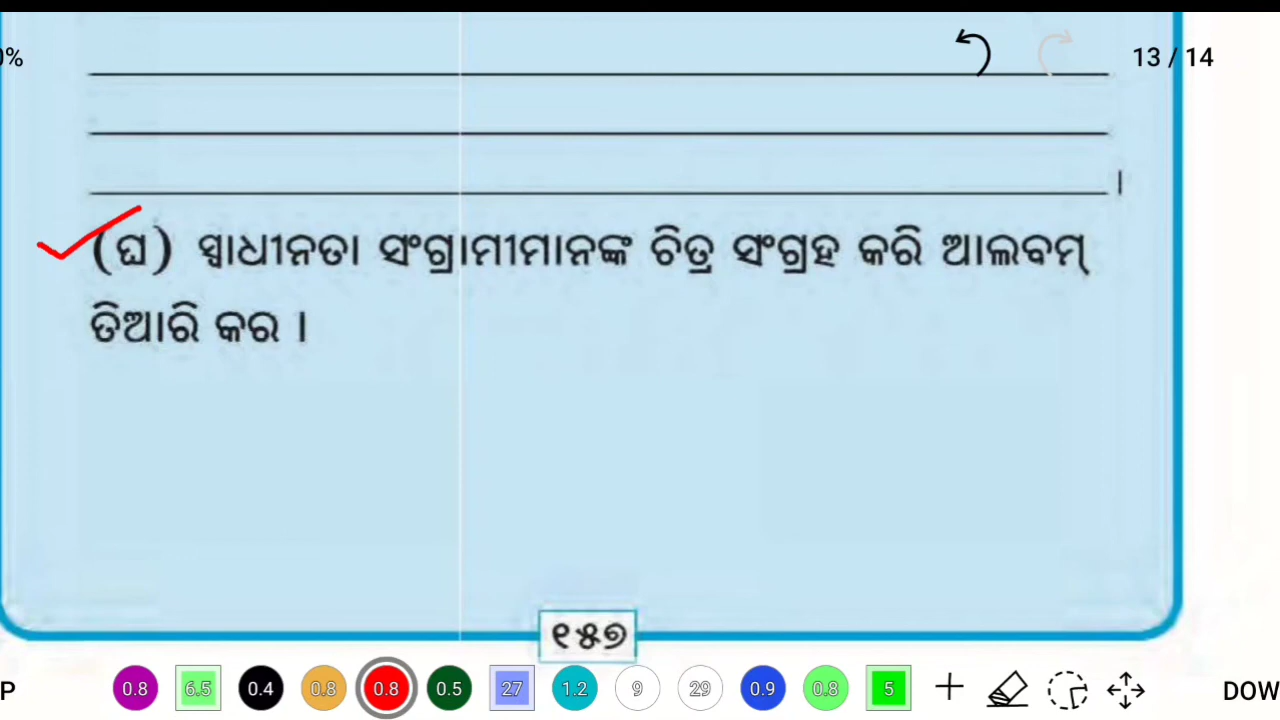 0%
13 / 14
(ଘ) ସ୍ୱାଧୀନତା ସଂଗ୍ରାମୀମାନଙ୍କ ଚିତ୍ର ସଂଗ୍ରହ କରି ଆଲବମ୍
ତିଆରି କର ।
୧୫୭
P 0.8 6.5 0.4 0.8 0.8 0.5 27 1.2 9 29 0.9 0.8 5 DOW